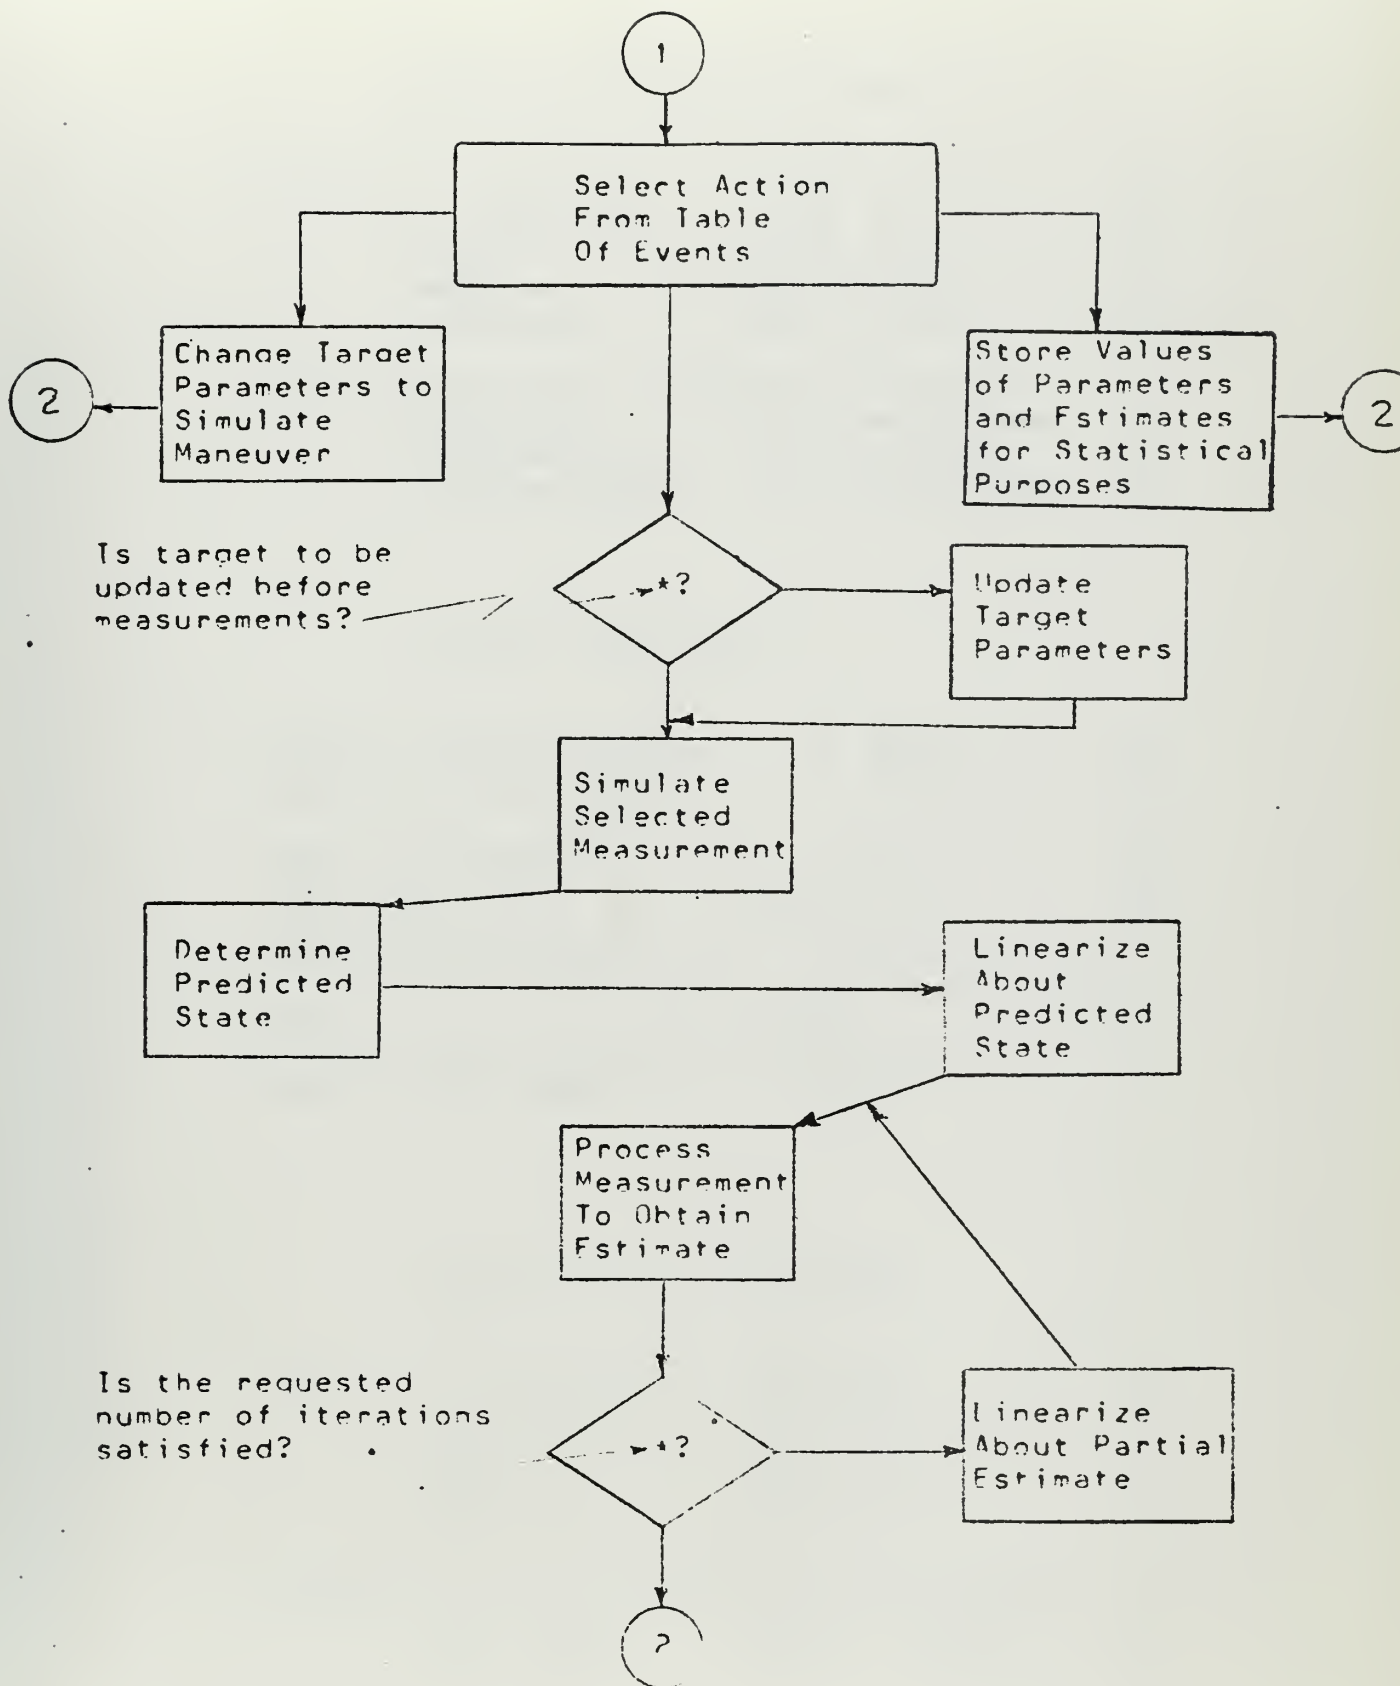 1
Select Action
From Table
Of Events
Change Target
Parameters to
Simulate
Maneuver
2
Store Values
of Parameters
and Estimates
for Statistical
Purposes
2
Is target to be
updated before
measurements?
*?
Update
Target
Parameters
Simulate
Selected
Measurement
Determine
Predicted
State
Linearize
About
Predicted
State
Process
Measurement
To Obtain
Estimate
Is the requested
number of iterations
satisfied?
*?
Linearize
About Partial
Estimate